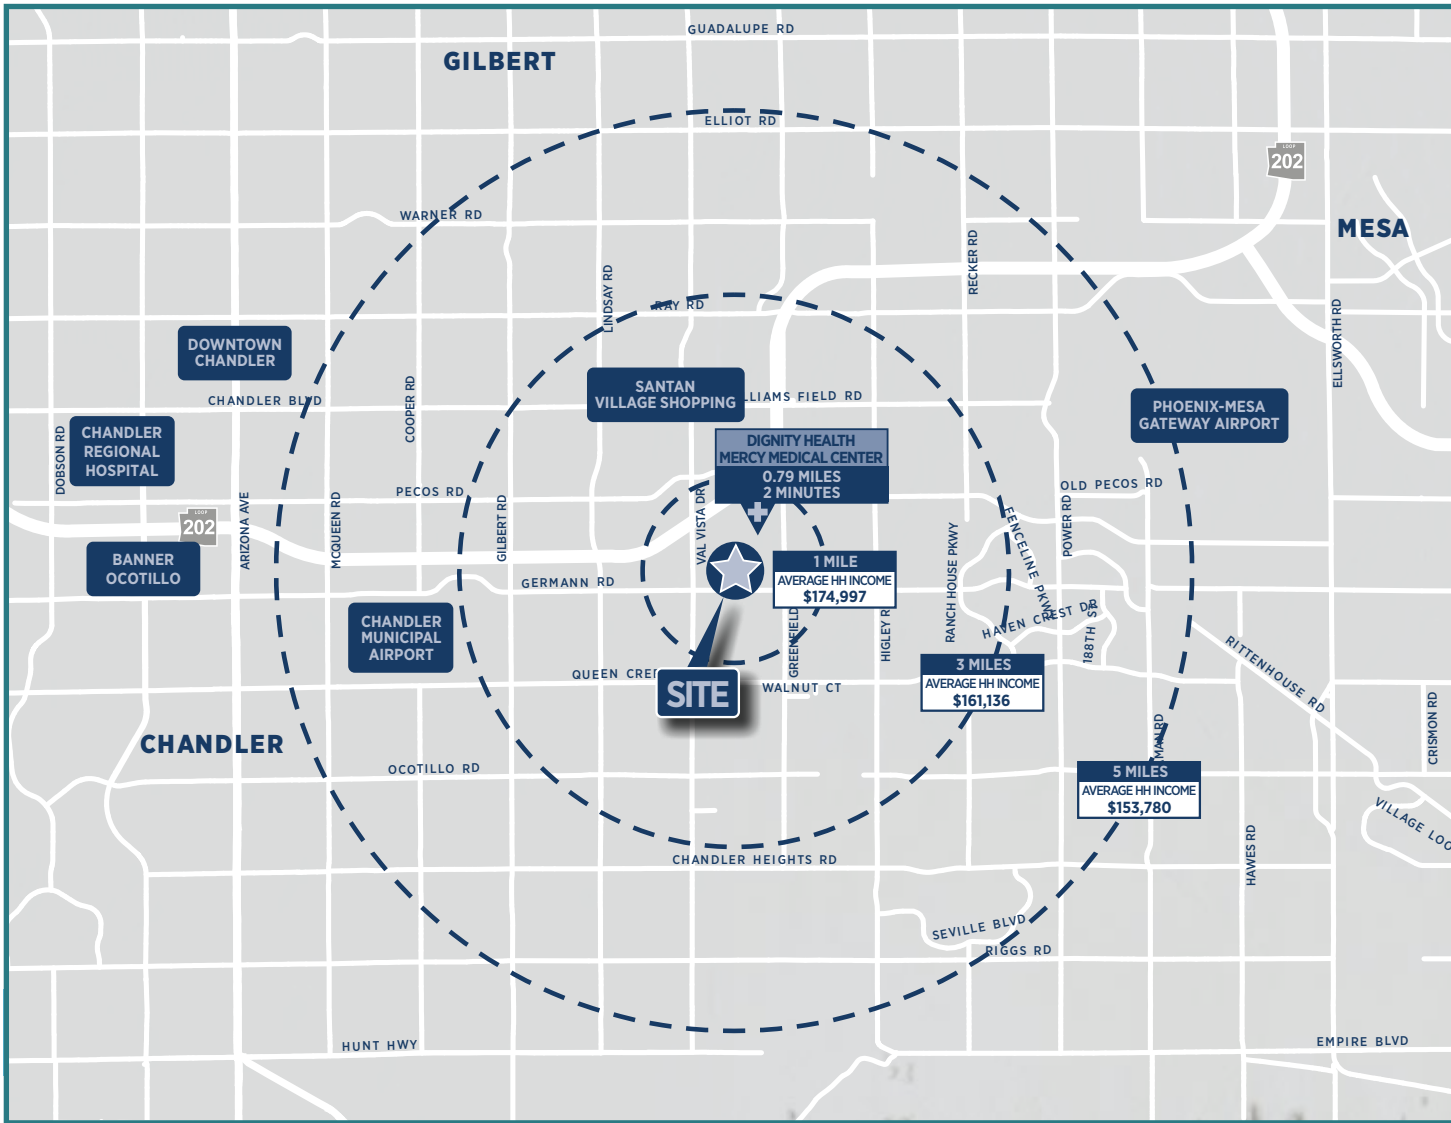 GUADALUPE RD
GILBERT
ELLIOT RD
LOOP
202
WARNER RD
MESA
RECKER RD
LINDSAY RD
RAY RD
ELLSWORTH RD
DOWNTOWN
CHANDLER
COOPER RD
SANTAN
VILLAGE SHOPPING
LLIAMS FIELD RD
CHANDLER BLVD
PHOENIX-MESA
GATEWAY AIRPORT
DOBSON RD
CHANDLER
REGIONAL
HOSPITAL
DIGNITY HEALTH
MERCY MEDICAL CENTER
0.79 MILES
2 MINUTES
PECOS RD
OLD PECOS RD
ARIZONA AVE
MCQUEEN RD
GILBERT RD
VAL VISTA DR
POWER RD
LOOP
202
FENCELINE PKWY
RANCH HOUSE PKWY
BANNER
OCOTILLO
1 MILE
AVERAGE HH INCOME
$174,997
GERMANN RD
CHANDLER
MUNICIPAL
AIRPORT
GREENFIELD
HIGLEY R
HAVEN CREST DR
188TH ST
RITTENHOUSE RD
3 MILES
AVERAGE HH INCOME
$161,136
QUEEN CREE
SITE
WALNUT CT
CRISMON RD
MAN RD
CHANDLER
OCOTILLO RD
5 MILES
AVERAGE HH INCOME
$153,780
VILLAGE LOO
HAWES RD
CHANDLER HEIGHTS RD
SEVILLE BLVD
RIGGS RD
HUNT HWY
EMPIRE BLVD